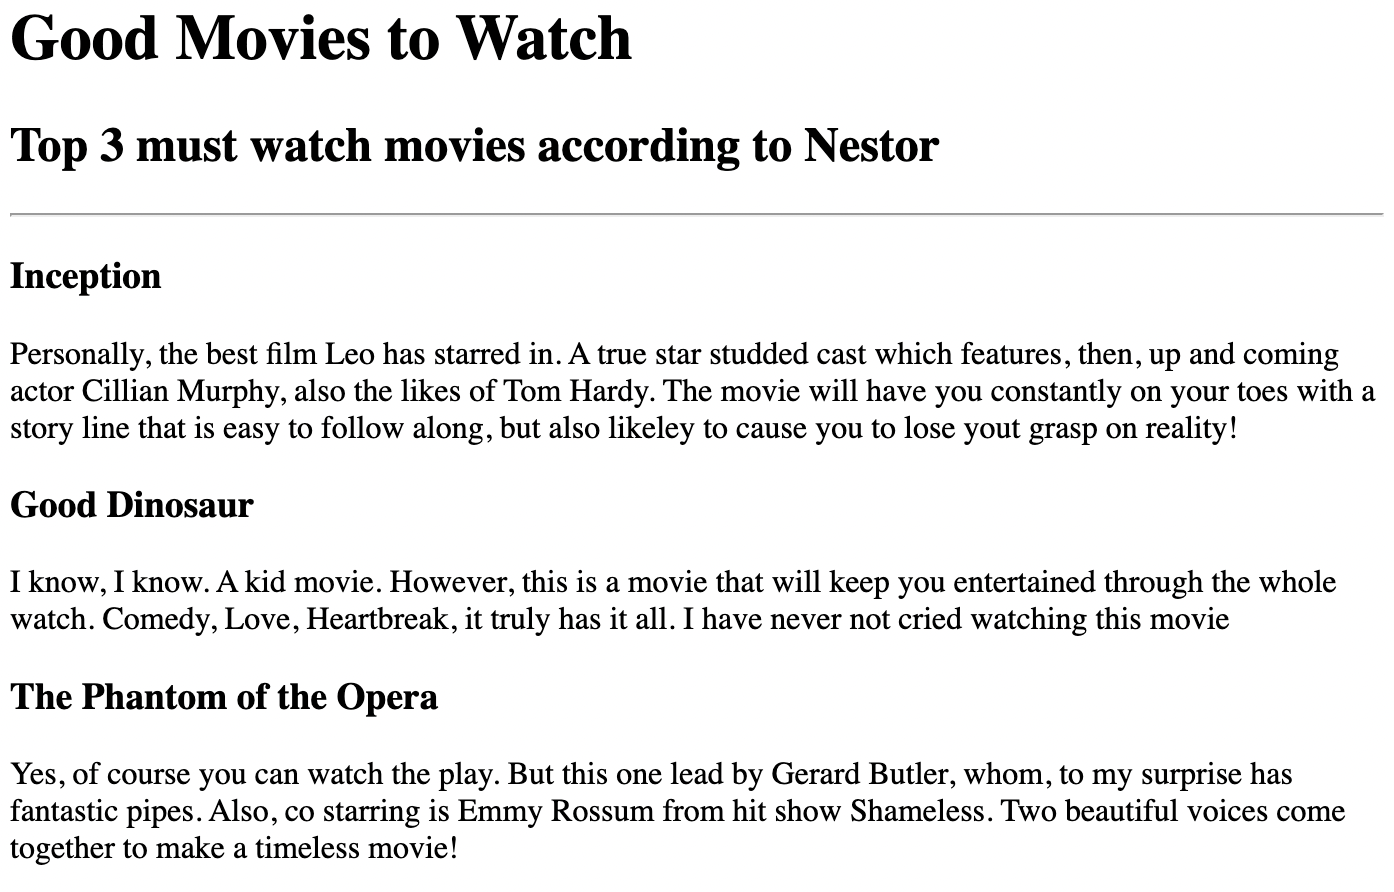 Good Movies to Watch
Top 3 must watch movies according to Nestor
Inception
Personally, the best film Leo has starred in. A true star studded cast which features, then, up and coming
actor Cillian Murphy, also the likes of Tom Hardy. The movie will have you constantly on your toes with a
story line that is easy to follow along, but also likeley to cause you to lose yout grasp on reality!
Good Dinosaur
I know, I know. A kid movie. However, this is a movie that will keep you entertained through the whole
watch. Comedy, Love, Heartbreak, it truly has it all. I have never not cried watching this movie
The Phantom of the Opera
Yes, of course you can watch the play. But this one lead by Gerard Butler, whom, to my surprise has
fantastic pipes. Also, co starring is Emmy Rossum from hit show Shameless. Two beautiful voices come
together to make a timeless movie!